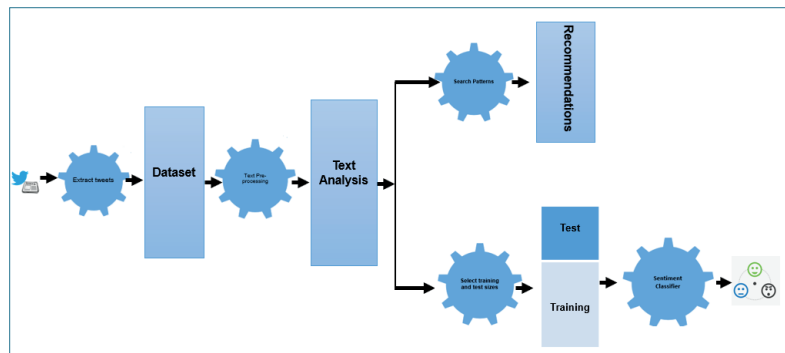 Extract tweets
Dataset
Text Pre-
processing
Text
Analysis
Search Patterns
Recommendations
Select training
and test sizes
Test
Training
Sentiment
Classifier